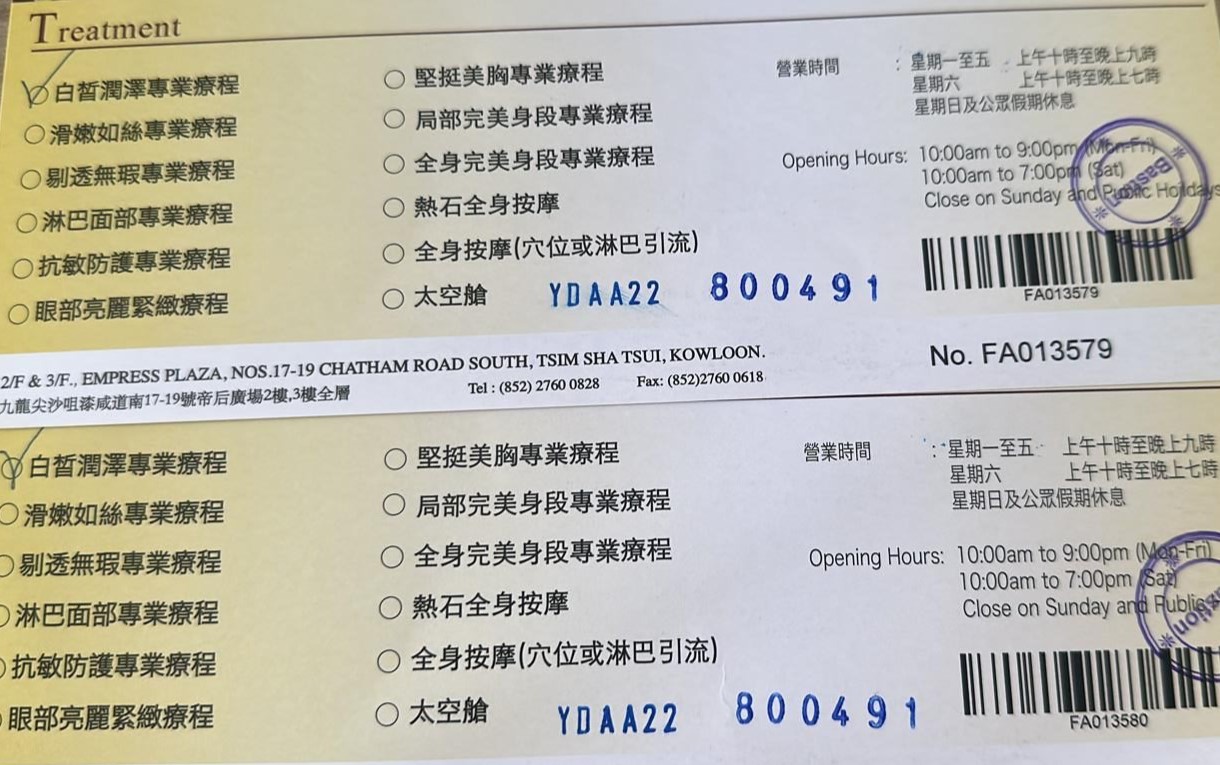 Treatment
白皙潤澤專業療程
滑嫩如絲專業療程
剔透無瑕專業療程
淋巴面部專業療程
抗敏防護專業療程
眼部亮麗緊緻療程
堅挺美胸專業療程
局部完美身段專業療程
全身完美身段專業療程
熱石全身按摩
全身按摩(穴位或淋巴引流)
太空艙 YDAA22 800491
營業時間 : 星期一至五 上午十時至晚上九時
星期六 上午十時至晚上七時
星期日及公眾假期休息
Opening Hours: 10:00am to 9:00pm (Mon-Fri)
10:00am to 7:00pm (Sat)
Close on Sunday and Public Holidays
FA013579
2/F & 3/F., EMPRESS PLAZA, NOS.17-19 CHATHAM ROAD SOUTH, TSIM SHA TSUI, KOWLOON.
九龍尖沙咀漆咸道南17-19號帝后廣場2樓,3樓全層
Tel : (852) 2760 0828 Fax: (852)2760 0618
No. FA013579
白皙潤澤專業療程
滑嫩如絲專業療程
剔透無瑕專業療程
淋巴面部專業療程
抗敏防護專業療程
眼部亮麗緊緻療程
堅挺美胸專業療程
局部完美身段專業療程
全身完美身段專業療程
熱石全身按摩
全身按摩(穴位或淋巴引流)
太空艙 YDAA22 800491
營業時間 : 星期一至五 上午十時至晚上九時
星期六 上午十時至晚上七時
星期日及公眾假期休息
Opening Hours: 10:00am to 9:00pm (Mon-Fri)
10:00am to 7:00pm (Sat)
Close on Sunday and Public
FA013580